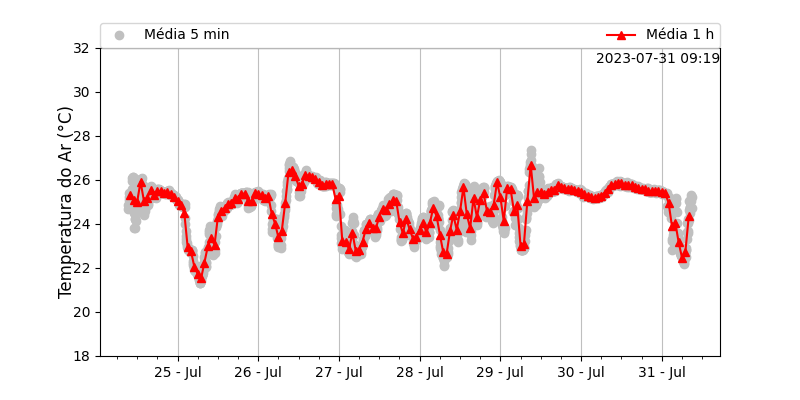 Média 5 min
Média 1 h
2023-07-31 09:19
Temperatura do Ar (°C)
32
30
28
26
24
22
20
18
25 - Jul
26 - Jul
27 - Jul
28 - Jul
29 - Jul
30 - Jul
31 - Jul